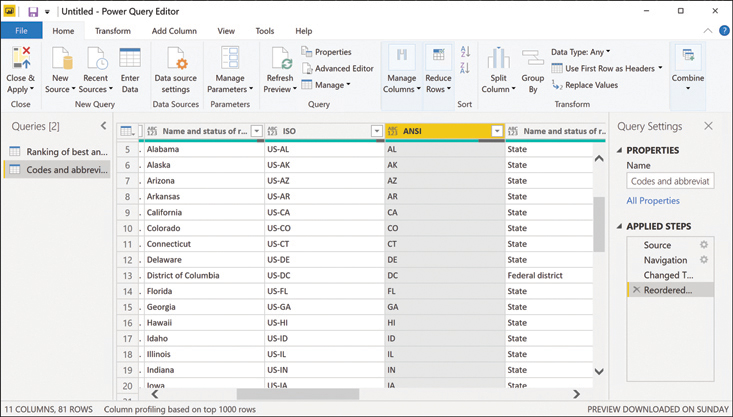 Untitled - Power Query Editor
File Home Transform Add Column View Tools Help
Close & Apply
New Source
Recent Sources
Enter Data
Data source settings
Manage Parameters
Refresh Preview
Properties
Advanced Editor
Manage
Manage Columns
Reduce Rows
Split Column
Group By
Data Type: Any
Use First Row as Headers
Replace Values
Combine
Close New Query Data Sources Parameters Query Sort Transform
Queries [2]
Ranking of best an...
Codes and abbrevi...
ABC 123 Name and status of r... ABC 123 ISO ABC 123 ANSI ABC 123 Name and status of r
5 Alabama US-AL AL State
6 Alaska US-AK AK State
7 Arizona US-AZ AZ State
8 Arkansas US-AR AR State
9 California US-CA CA State
10 Colorado US-CO CO State
11 Connecticut US-CT CT State
12 Delaware US-DE DE State
13 District of Columbia US-DC DC Federal district
14 Florida US-FL FL State
15 Georgia US-GA GA State
16 Hawaii US-HI HI State
17 Idaho US-ID ID State
18 Illinois US-IL IL State
19 Indiana US-IN IN State
20 Iowa US-IA IA State
Query Settings
PROPERTIES
Name
Codes and abbreviat
All Properties
APPLIED STEPS
Source
Navigation
Changed T...
Reordered...
11 COLUMNS, 81 ROWS Column profiling based on top 1000 rows PREVIEW DOWNLOADED ON SUNDAY